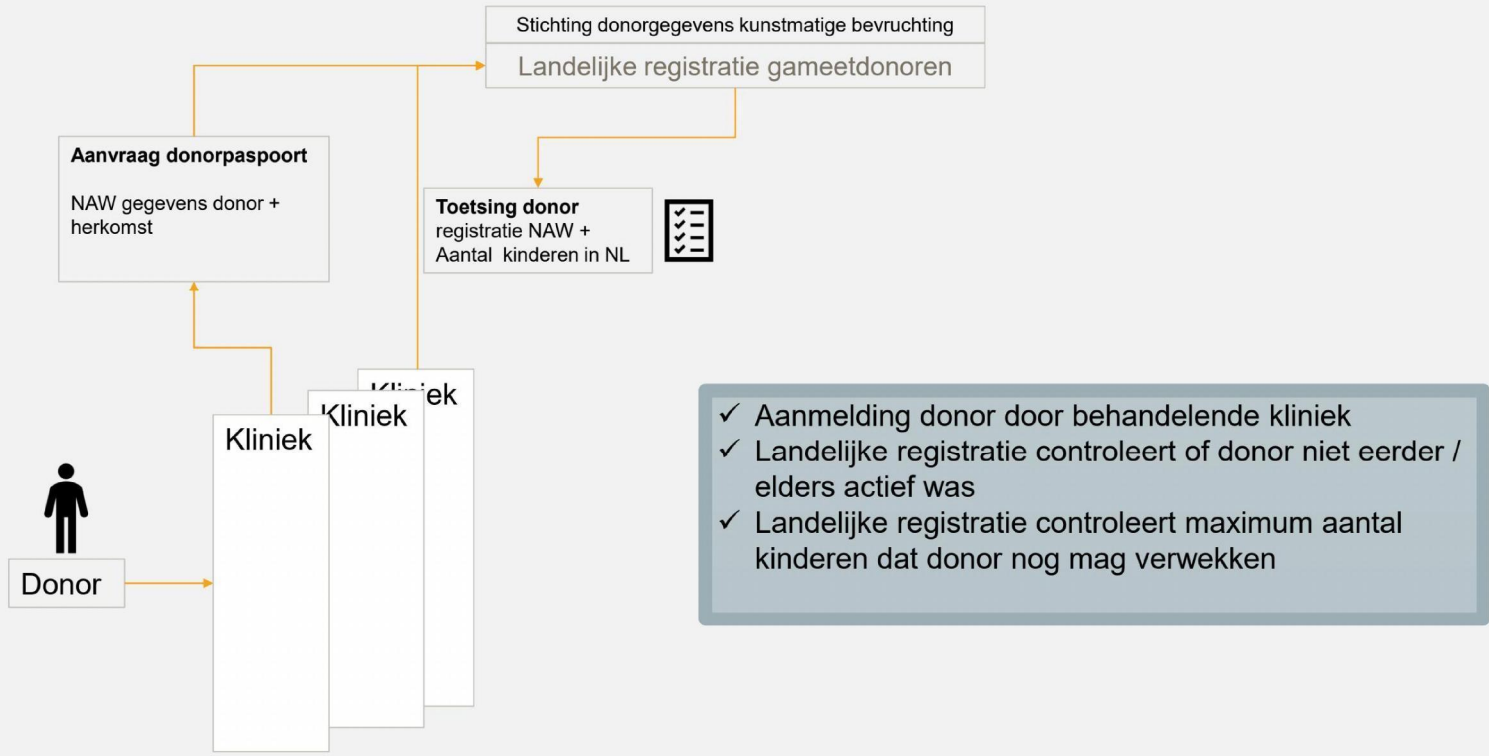 Stichting donorgegevens kunstmatige bevruchting
Landelijke registratie gameetdonoren
Aanvraag donorpaspoort
NAW gegevens donor +
herkomst
Toetsing donor
registratie NAW +
Aantal kinderen in NL
Kliniek
Kliniek
Kliniek
Donor
✓ Aanmelding donor door behandelende kliniek
✓ Landelijke registratie controleert of donor niet eerder /
elders actief was
✓ Landelijke registratie controleert maximum aantal
kinderen dat donor nog mag verwekken